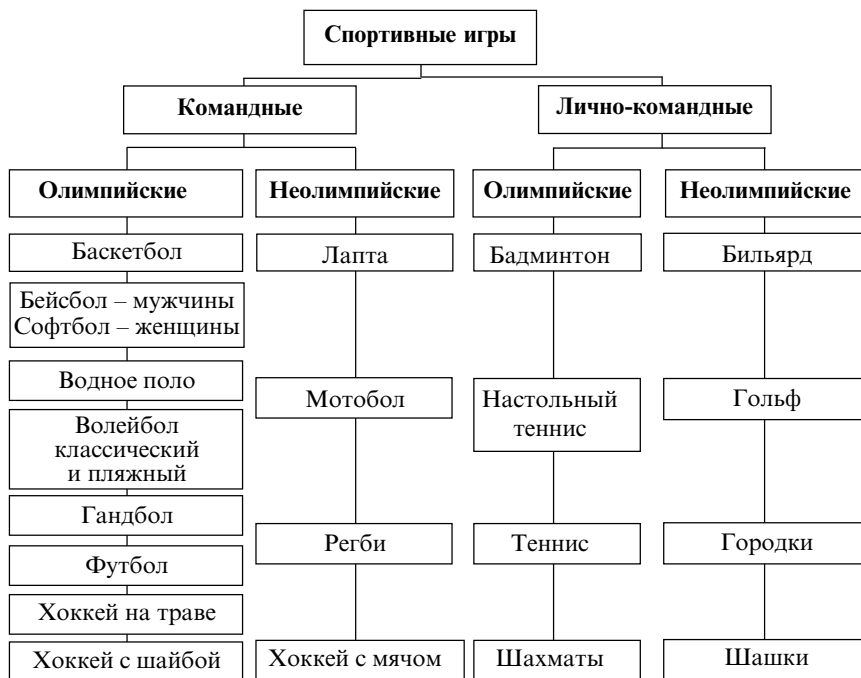 Спортивные игры
Командные
Лично-командные
Олимпийские
Неолимпийские
Олимпийские
Неолимпийские
Баскетбол
Лапта
Бадминтон
Бильярд
Бейсбол – мужчины
Софтбол – женщины
Водное поло
Мотобол
Настольный
теннис
Гольф
Волейбол
классический
и пляжный
Гандбол
Регби
Теннис
Городки
Футбол
Хоккей на траве
Хоккей с шайбой
Хоккей с мячом
Шахматы
Шашки